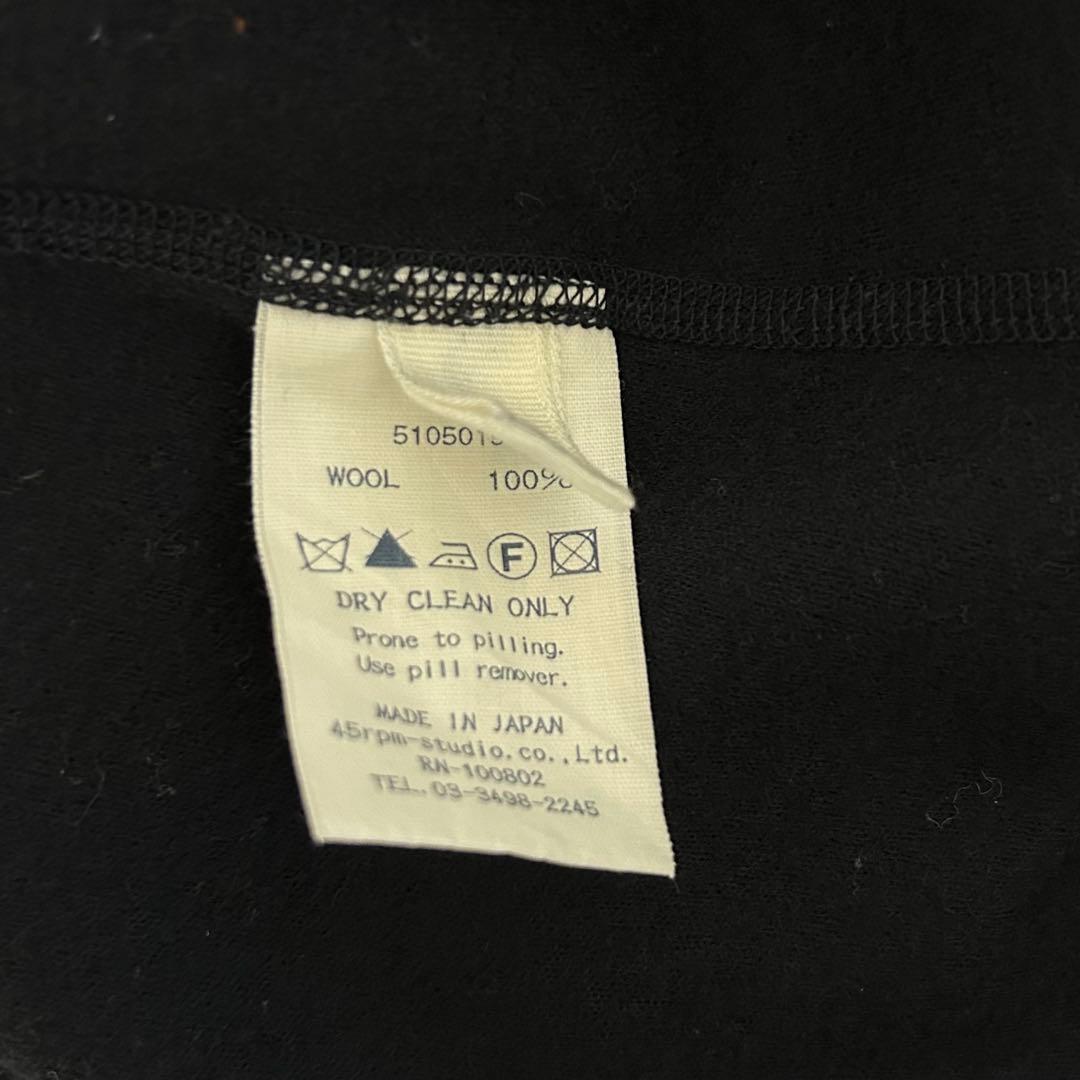 WOOL 100%
F
DRY CLEAN ONLY
Prone to pilling.
Use pill remover.
MADE IN JAPAN
45rpm-studio.co.,Ltd.
RN-100802
TEL.03-3498-2245